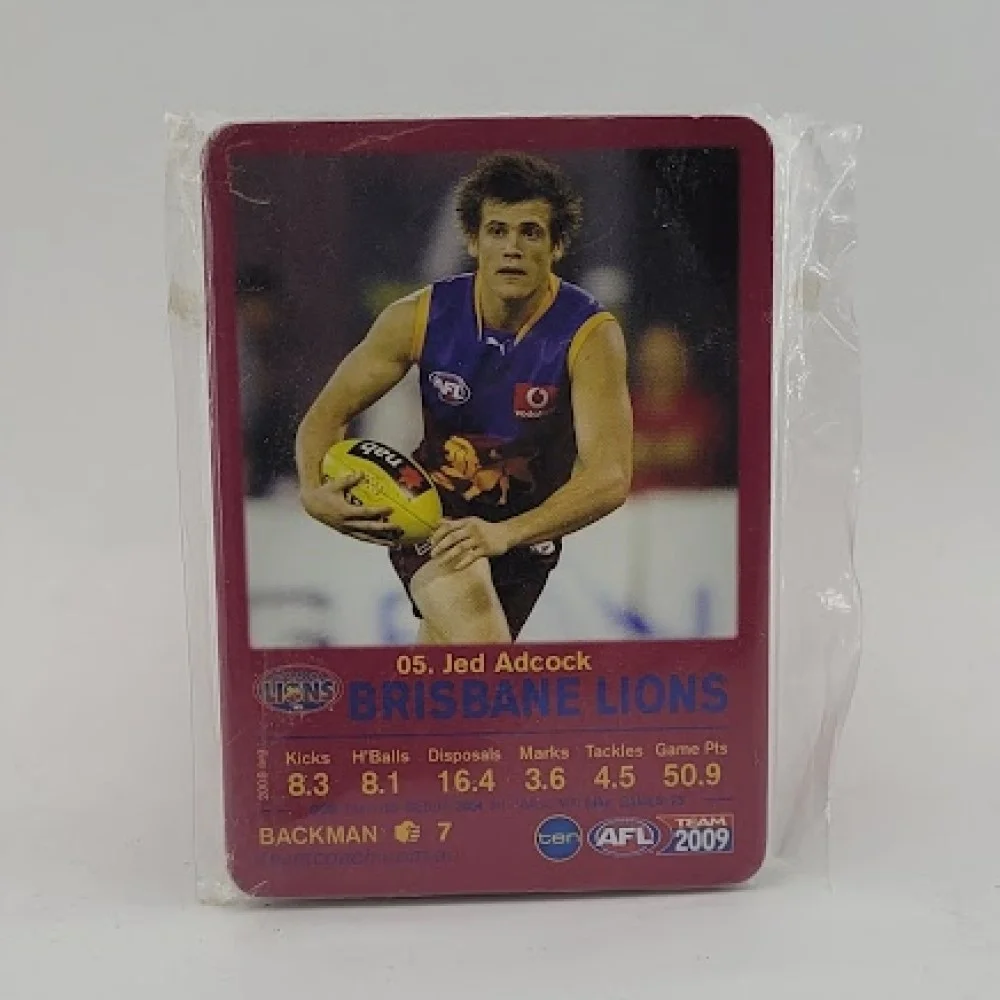 AFL
vodafone
nab
05. Jed Adcock
LIONS
BRISBANE LIONS
Kicks H'Balls Disposals Marks Tackles Game Pts
8.3 8.1 16.4 3.6 4.5 50.9
BACKMAN 7
ten AFL TEAM 2009